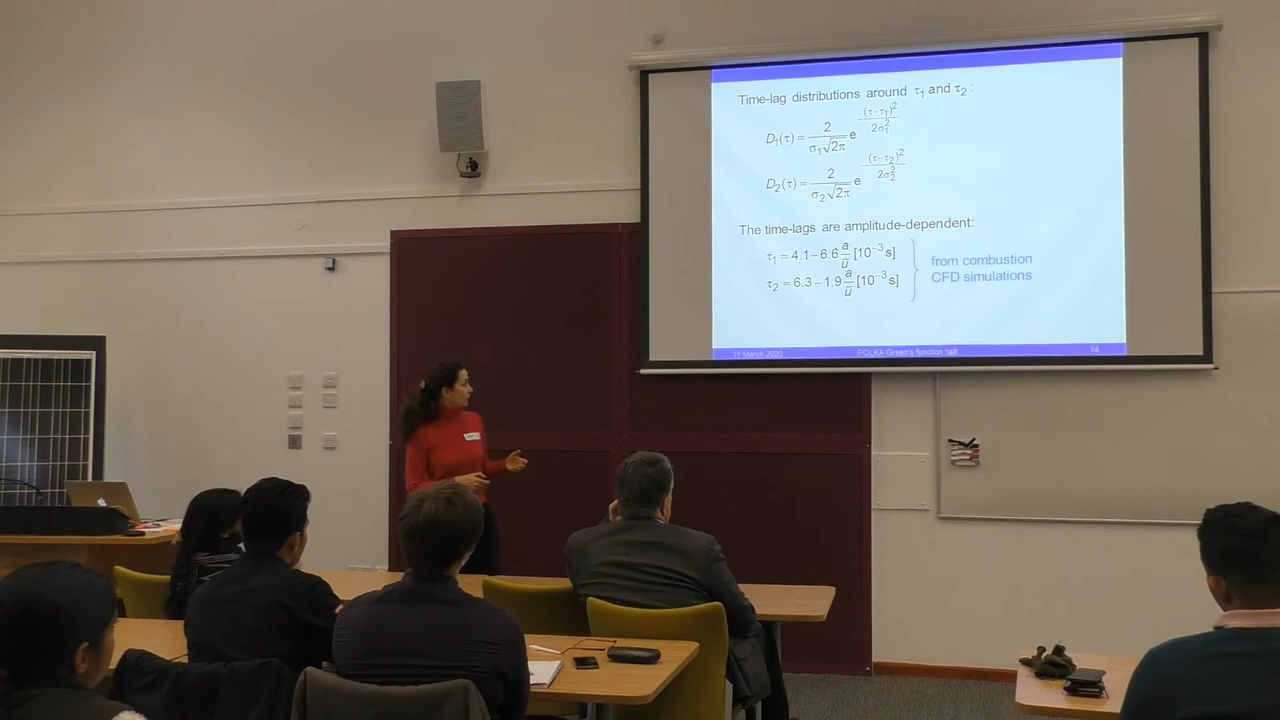 Time-lag distributions around τ₁ and τ₂ :
D₁(τ) = 2/(σ₁√2π) e^((τ−τ₁)²/(2σ₁²))
D₂(τ) = 2/(σ₂√2π) e^((τ−τ₂)²/(2σ₂²))
The time-lags are amplitude-dependent:
τ₁ = 4.1−6.6 a/ū [10⁻³s]
τ₂ = 6.3−1.9 a/ū [10⁻³s]
from combustion
CFD simulations
11 March 2020 POLKA Green's function talk 14